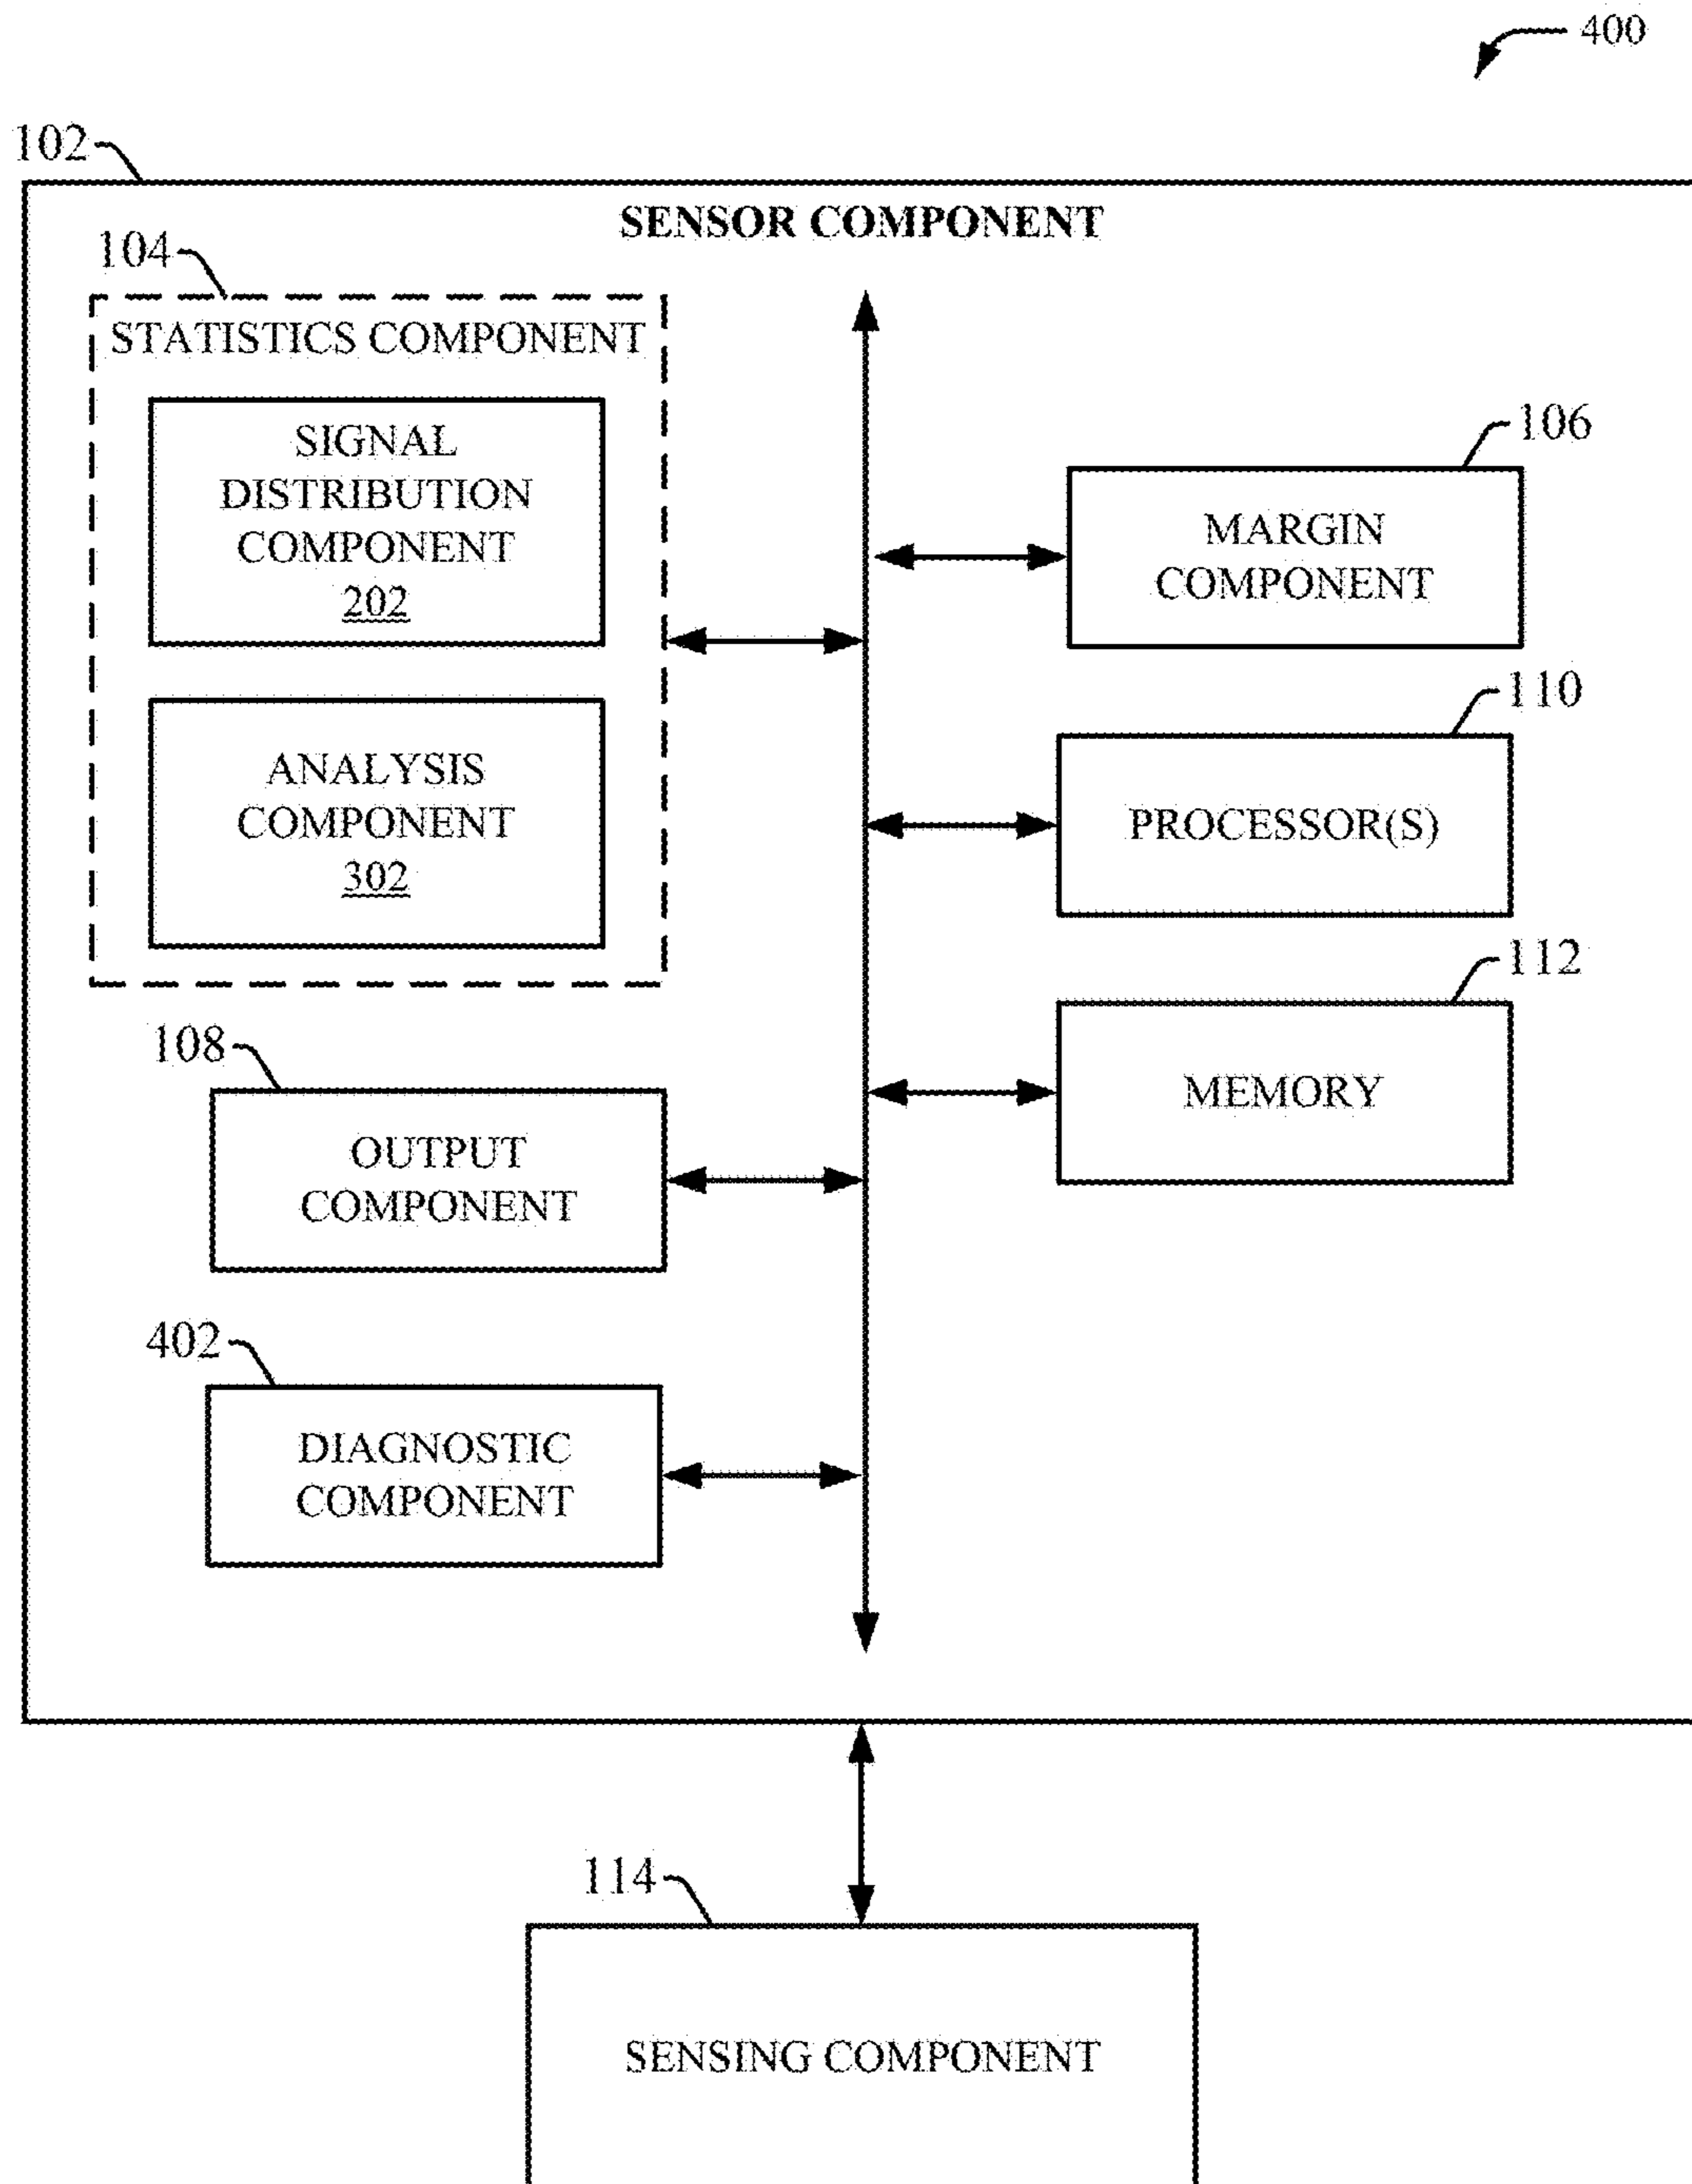 400
102
SENSOR COMPONENT
104
STATISTICS COMPONENT
SIGNAL
DISTRIBUTION
COMPONENT
202
ANALYSIS
COMPONENT
302
106
MARGIN
COMPONENT
110
PROCESSOR(S)
112
MEMORY
108
OUTPUT
COMPONENT
402
DIAGNOSTIC
COMPONENT
114
SENSING COMPONENT